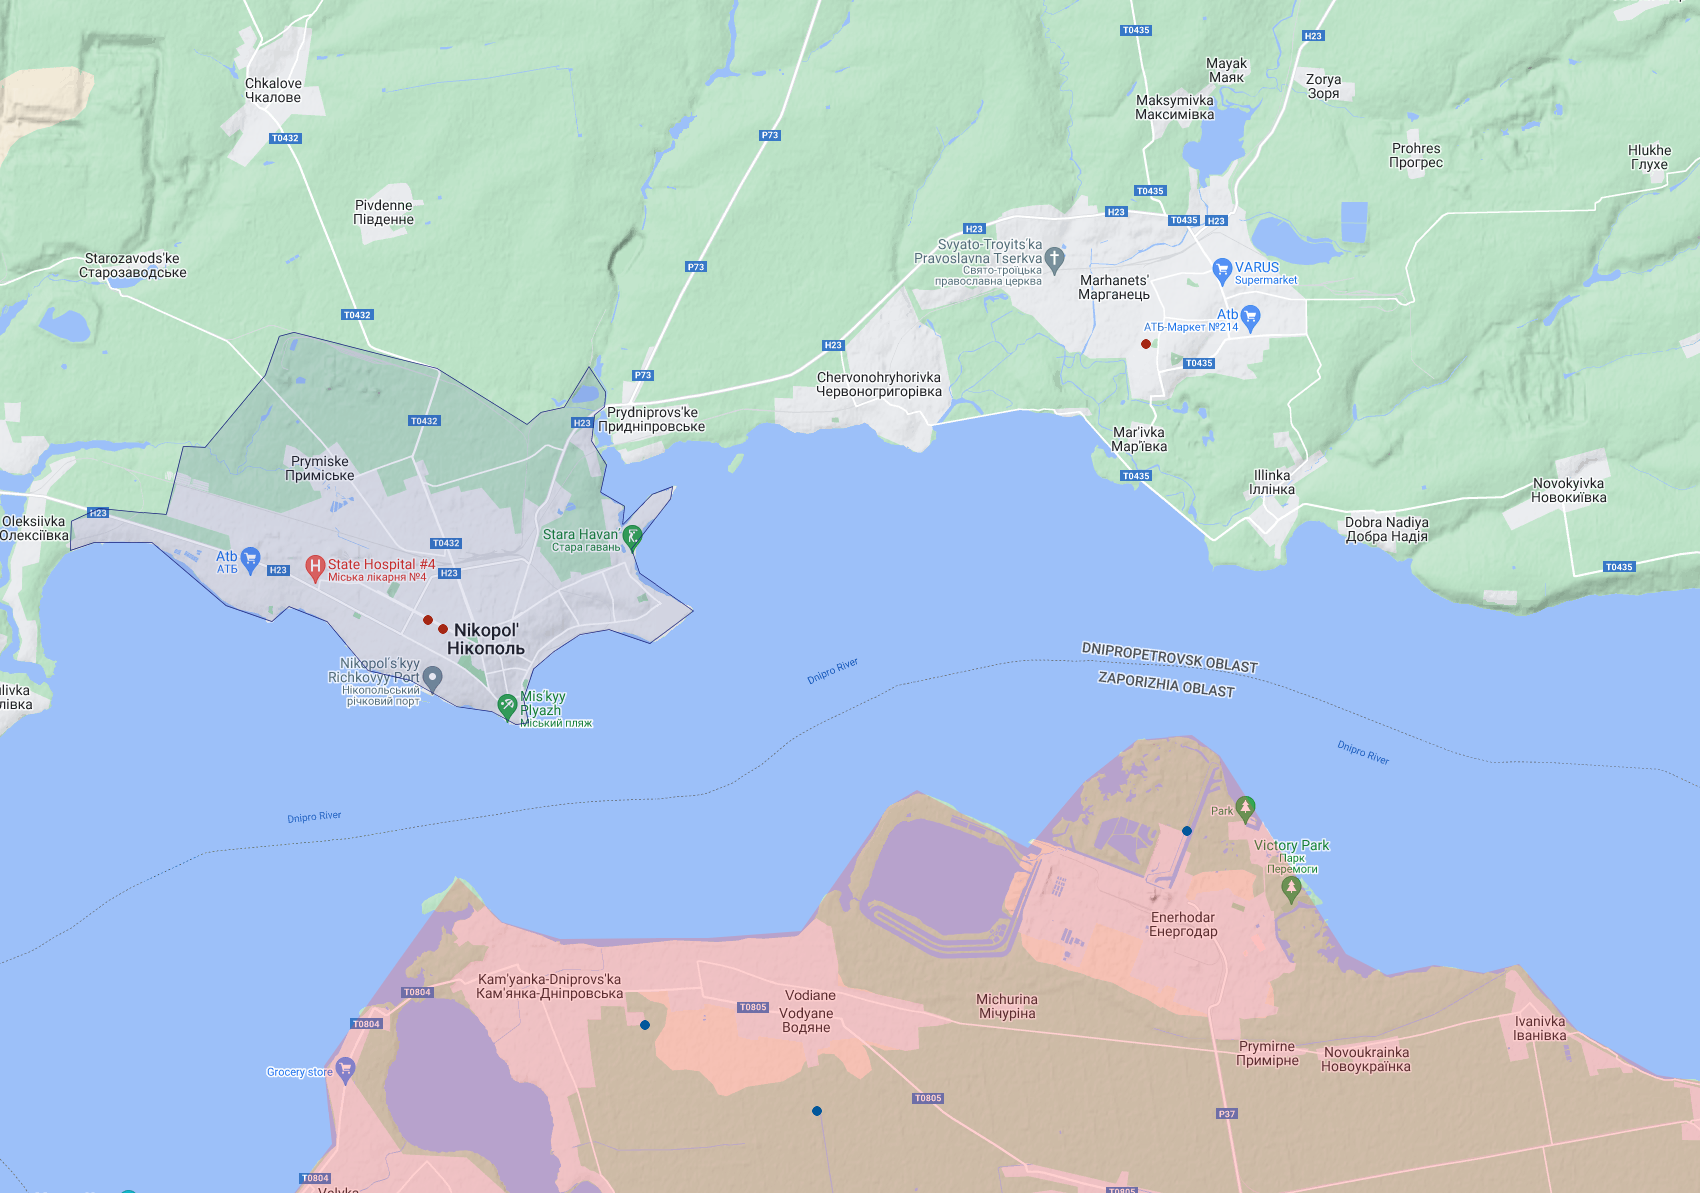 T0435
H23
Mayak
Маяк
Chkalove
Чкалове
Zorya
Зоря
Maksymivka
Максимівка
T0432
P73
Prohres
Прогрес
Hlukhe
Глухе
T0435
Pivdenne
Південне
H23
T0435
H23
H23
Svyato-Troyits'ka
Pravoslavna Tserkva
Свято-троїцька
православна церква
Starozavods'ke
Старозаводське
P73
VARUS
Supermarket
Marhanets'
Марганець
T0432
Atb
АТБ-Маркет №214
H23
T0435
P73
Chervonohryhorivka
Червоногригорівка
T0432
H23
Prydniprovs'ke
Придніпровське
Mar'ivka
Мар'ївка
Prymiske
Приміське
T0435
Illinka
Іллінка
Novokyivka
Новокиївка
H23
Oleksiivka
Олексіївка
Dobra Nadiya
Добра Надія
Stara Havan'
Стара гавань
T0432
Atb
АТБ
H23
State Hospital #4
Міська лікарня №4
H23
T0435
Nikopol'
Нікополь
DNIPROPETROVSK OBLAST
ZAPORIZHIA OBLAST
Dnipro River
Nikopol's'kyy
Richkovyy Port
Нікопольський
річковий порт
Mis'kyy
Plyazh
Міський пляж
Dnipro River
Dnipro River
Park
Victory Park
Парк
Перемоги
Enerhodar
Енергодар
Kam'yanka-Dniprovs'ka
Кам'янка-Дніпровська
T0804
Vodiane
Vodyane
Водяне
T0805
Michurina
Мічуріна
T0804
Ivanivka
Іванівка
Prymirne
Примірне
Novoukrainka
Новоукраїнка
Grocery store
T0805
P37
T0804
T0805